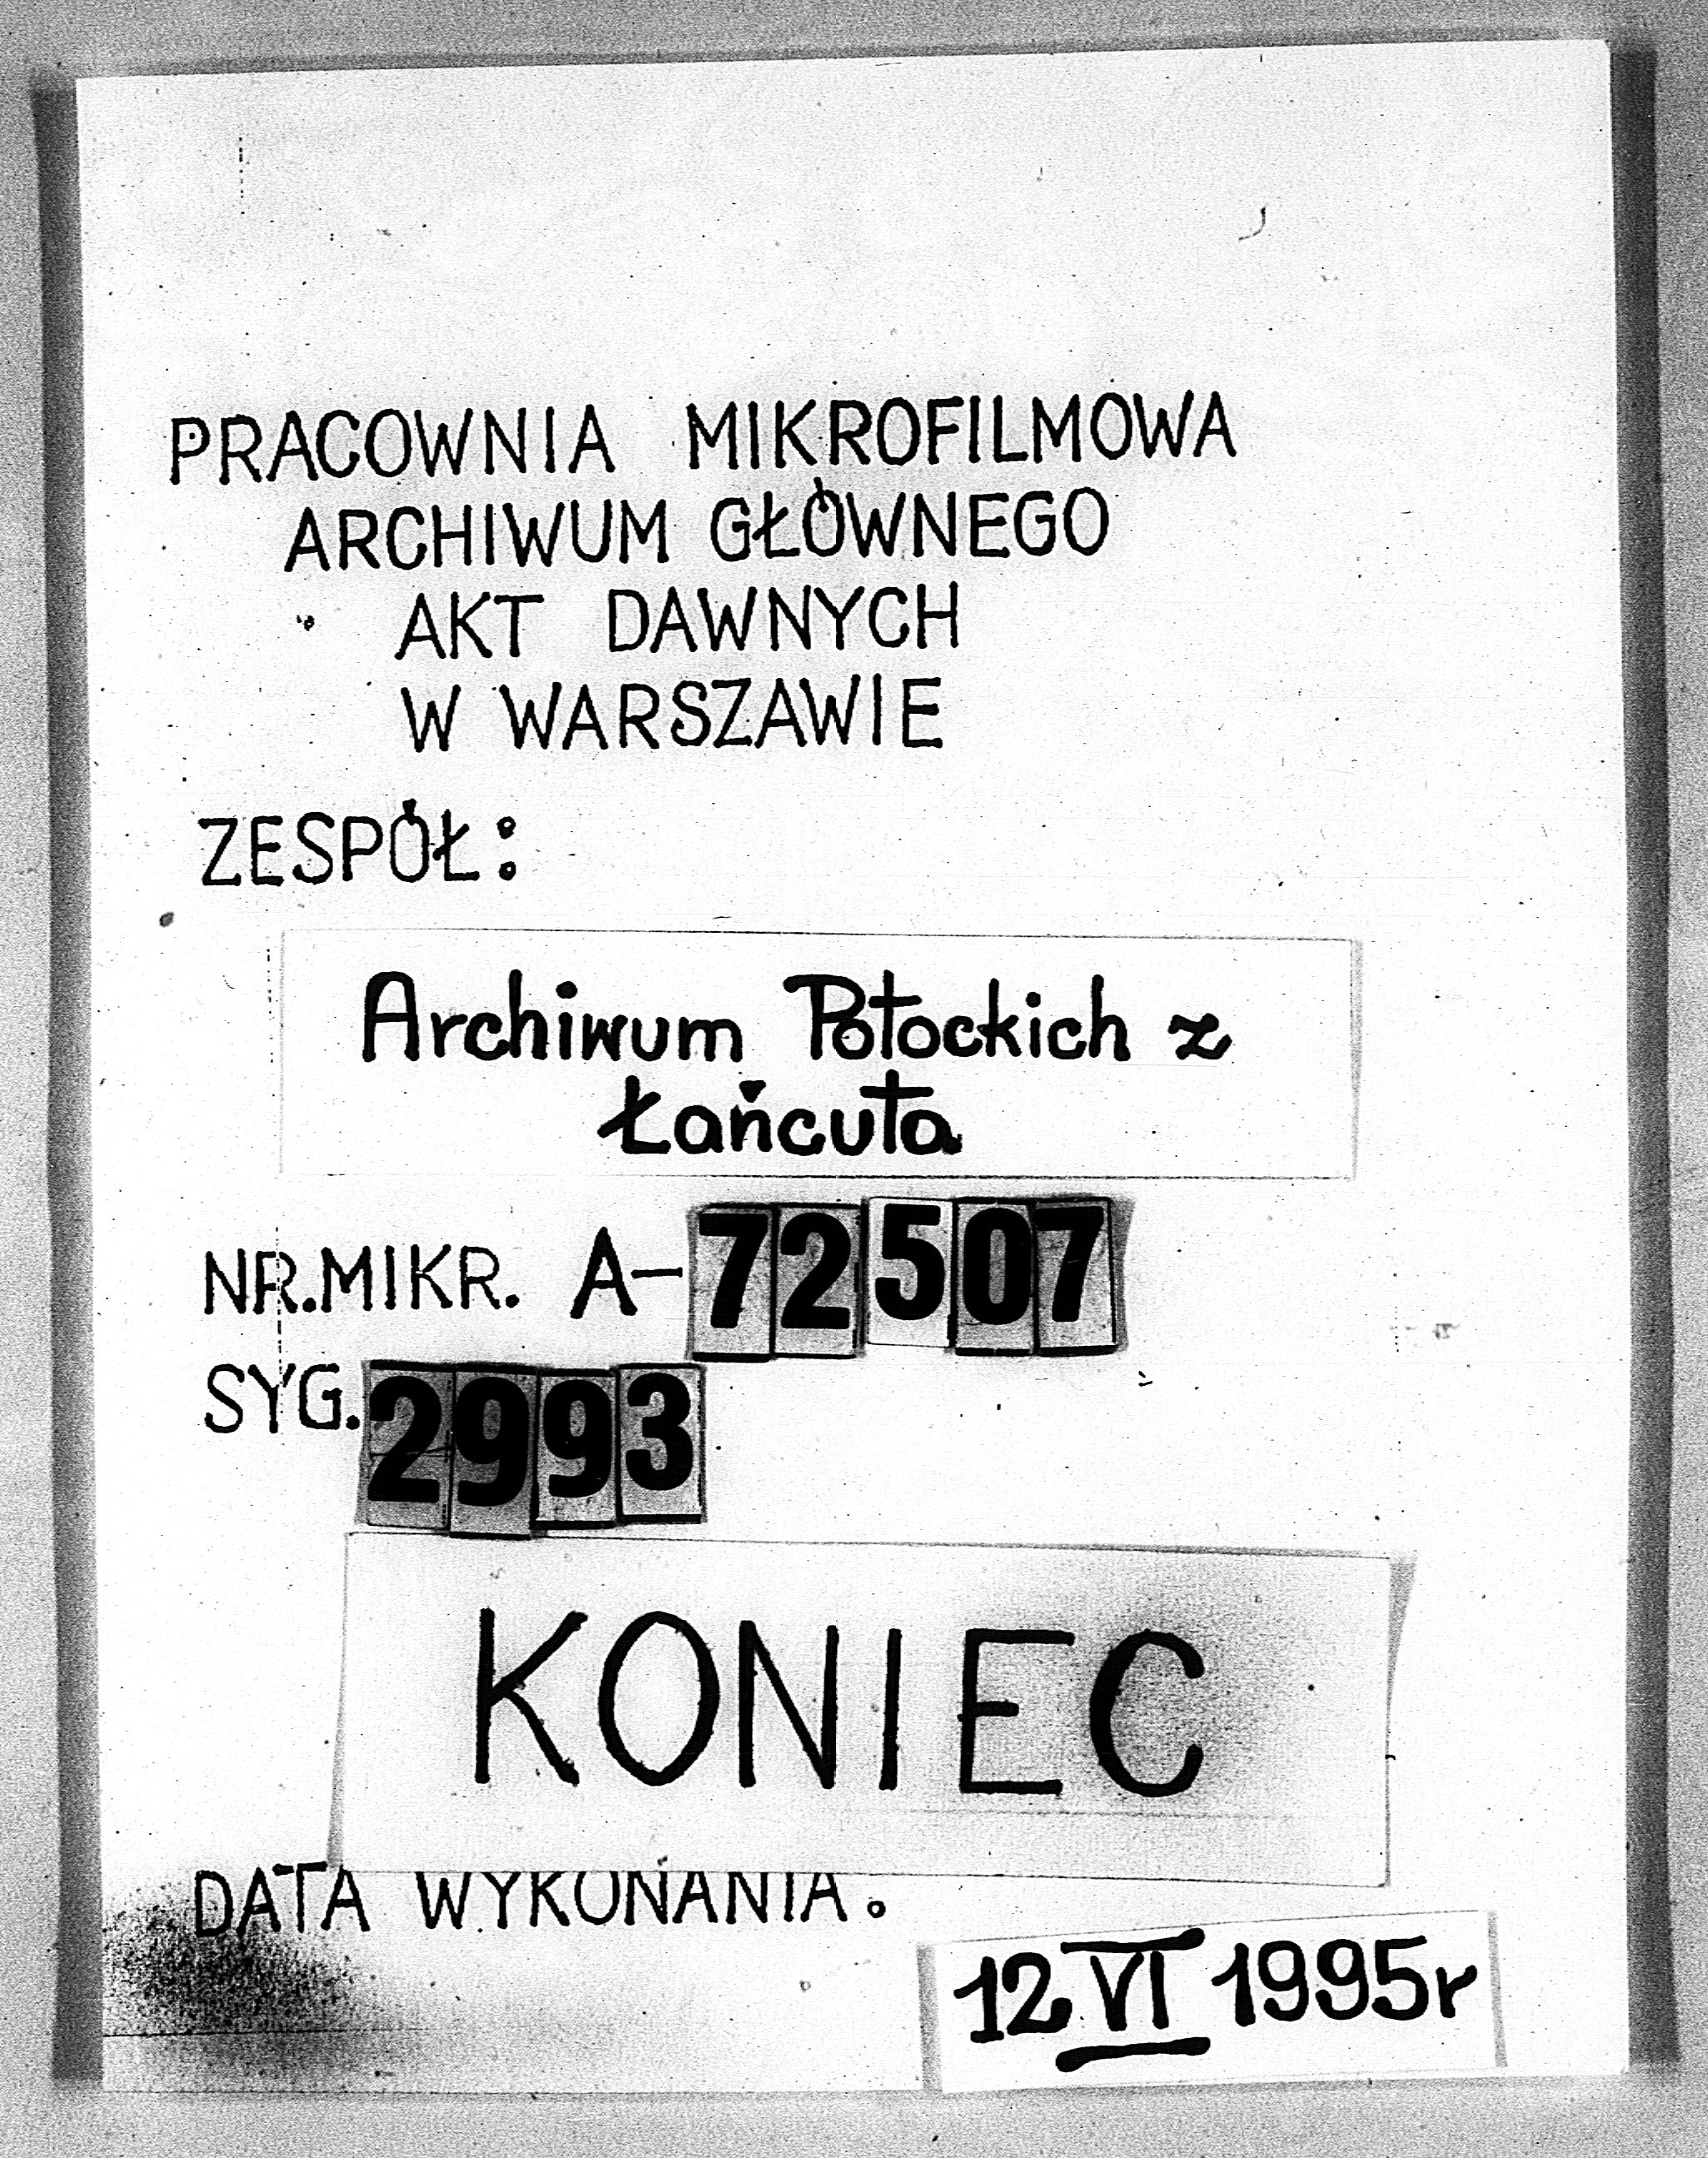 PRACOWNIA MIKROFILMOWA
ARCHIWUM GŁÓWNEGO
AKT DAWNYCH
W WARSZAWIE
ZESPÓŁ:
Archiwum Potockich z
Łańcuta
NR.MIKR. A-72507
SYG.2993
KONIEC
DATA WYKONANIA:
12 VI 1995r